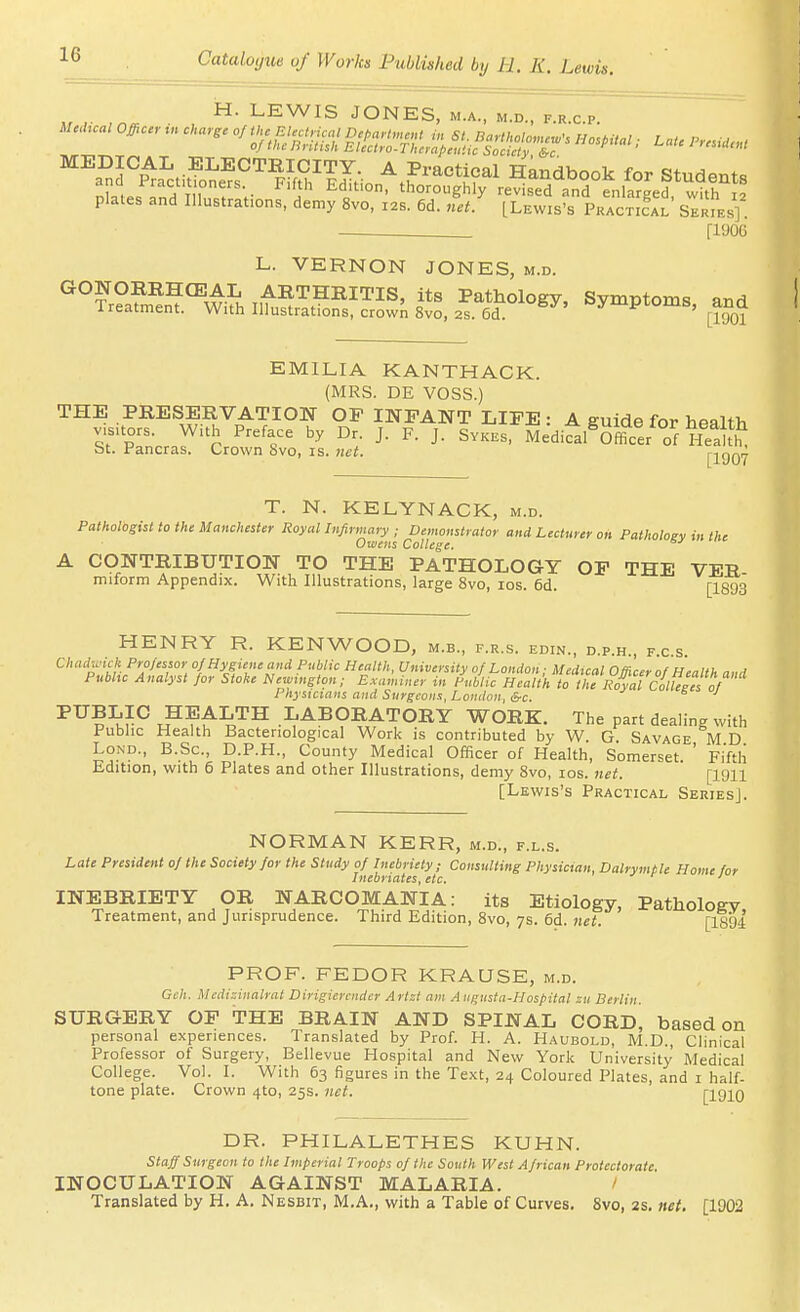 16 Catalogue of Works Published by H. K. Lewis.
H. LEWIS JONES, M.A., M.D., F.R.C.P.
Medical Officer in charge of the Electrical Department in St. Bartholomew's Hospital; Late President
of the British Electro-Therapeutic Society, &c.
MEDICAL ELECTRICITY. A Practical Handbook for Students
and Practitioners. Fifth Edition, thoroughly revised and enlarged, with 12
plates and Illustrations, demy 8vo, 12s. 6d. net. [Lewis's Practical Series].
[1906
L. VERNON JONES, M.D.
GONORRHŒAL ARTHRITIS, its Pathology, Symptoms, and
Treatment. With Illustrations, crown 8vo, 2s. 6d. [1901
EMILIA KANTHACK.
(MRS. DE VOSS.)
THE PRESERVATION OF INFANT LIFE: A guide for health
visitors. With Preface by Dr. J. F. J. Sykes, Medical Officer of Health,
St. Pancras. Crown 8vo, 1s. net. [1907
T. N. KELYNACK, M.D.
Pathologist to the Manchester Royal Infirmary; Demonstrator and Lecturer on Pathology in the
Owens College.
A CONTRIBUTION TO THE PATHOLOGY OF THE VER-
miform Appendix. With Illustrations, large 8vo, 10s. 6d. [1893
HENRY R. KENWOOD, M.B., F.R.S. EDIN., D.P.H., F.C.S.
Chadwick Professor of Hygiene and Public Health, University of London; Medical Officer of Health and
Public Analyst for Stoke Newington; Examiner in Public Health to the Royal Colleges of
Physicians and Surgeons, London, &c.
PUBLIC HEALTH LABORATORY WORK. The part dealing with
Public Health Bacteriological Work is contributed by W. G. Savage, M.D.
Lond., B.Sc., D.P.H., County Medical Officer of Health, Somerset. Fifth
Edition, with 6 Plates and other Illustrations, demy 8vo, 10s. net. [1911
[Lewis's Practical Series].
NORMAN KERR, M.D., F.L.S.
Late President of the Society for the Study of Inebriety; Consulting Physician, Dalrymple Home for
Inebriates, etc.
INEBRIETY OR NARCOMANIA: its Etiology, Pathology,
Treatment, and Jurisprudence. Third Edition, 8vo, 7s. 6d. net. [1894
PROF. FEDOR KRAUSE, M.D.
Geh. Medizinalrat Dirigierender Artzt am Augusta-Hospital zu Berlin.
SURGERY OF THE BRAIN AND SPINAL CORD, based on
personal experiences. Translated by Prof. H. A. Haubold, M.D., Clinical
Professor of Surgery, Bellevue Hospital and New York University Medical
College. Vol. I. With 63 figures in the Text, 24 Coloured Plates, and 1 half-
tone plate. Crown 4to, 25s. net. [1910
DR. PHILALETHES KUHN.
Staff Surgeon to the Imperial Troops of the South West African Protectorate.
INOCULATION AGAINST MALARIA.
Translated by H. A. Nesbit, M.A., with a Table of Curves. 8vo, 2s. net. [1902